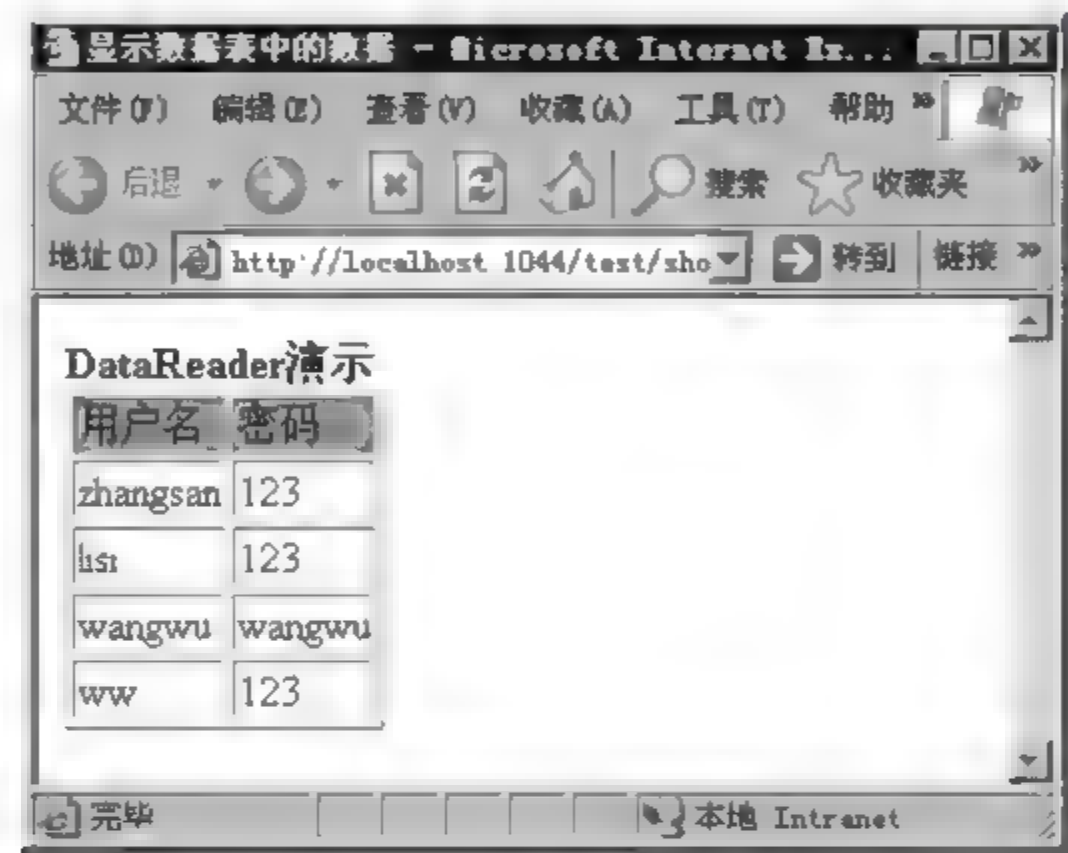 显示数据表中的数据 - Microsoft Internet Ex...
文件(F) 编辑(E) 查看(V) 收藏(A) 工具(T) 帮助 »
后退 搜索 收藏夹 »
地址(D) http://localhost:1044/test/sho 转到 链接 »
DataReader演示
用户名 密码
zhangsan 123
lisi 123
wangwu wangwu
ww 123
完毕 本地 Intranet